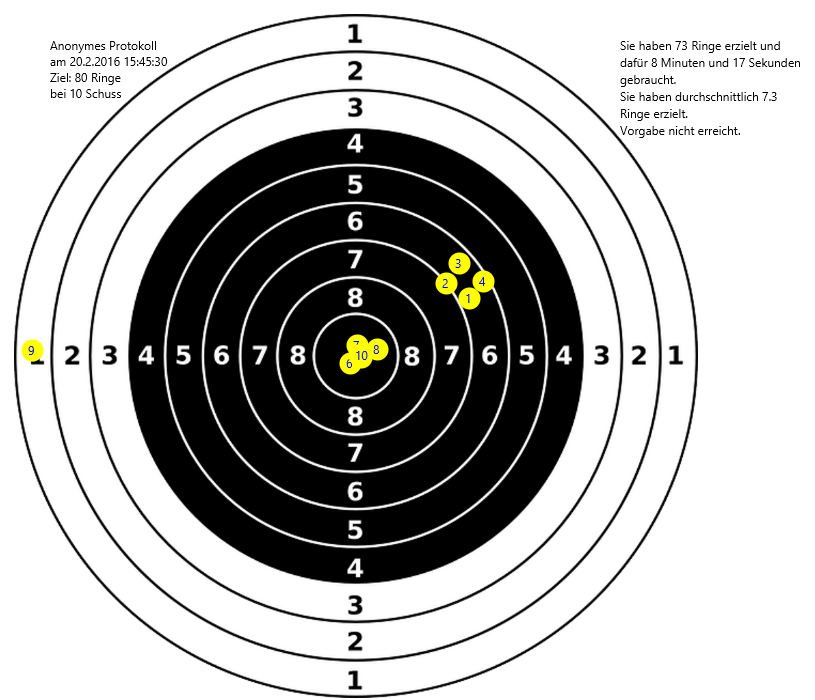 Anonymes Protokoll
am 20.2.2016 15:45:30
Ziel: 80 Ringe
bei 10 Schuss
Sie haben 73 Ringe erzielt und
dafür 8 Minuten und 17 Sekunden
gebraucht.
Sie haben durchschnittlich 7.3
Ringe erzielt.
Vorgabe nicht erreicht.
1
2
3
4
5
6
7
8
3
2
4
1
9 1 2 3 4 5 6 7 8 6 7 10 8 8 7 6 5 4 3 2 1
8
7
6
5
4
3
2
1